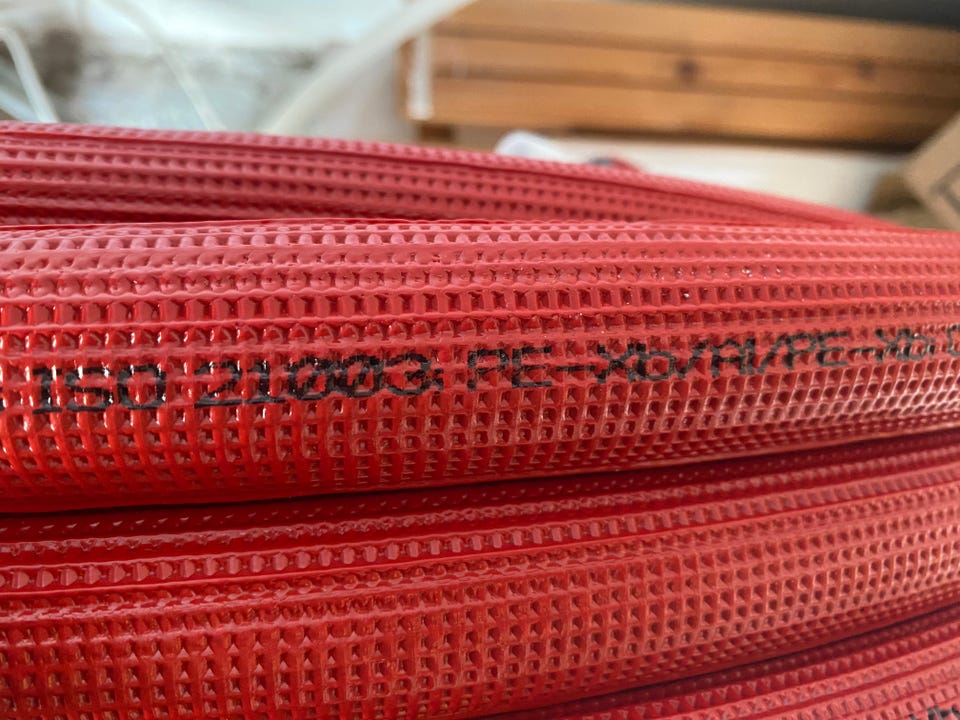 ISO 21003: PE-Xb/Al/PE-Xb